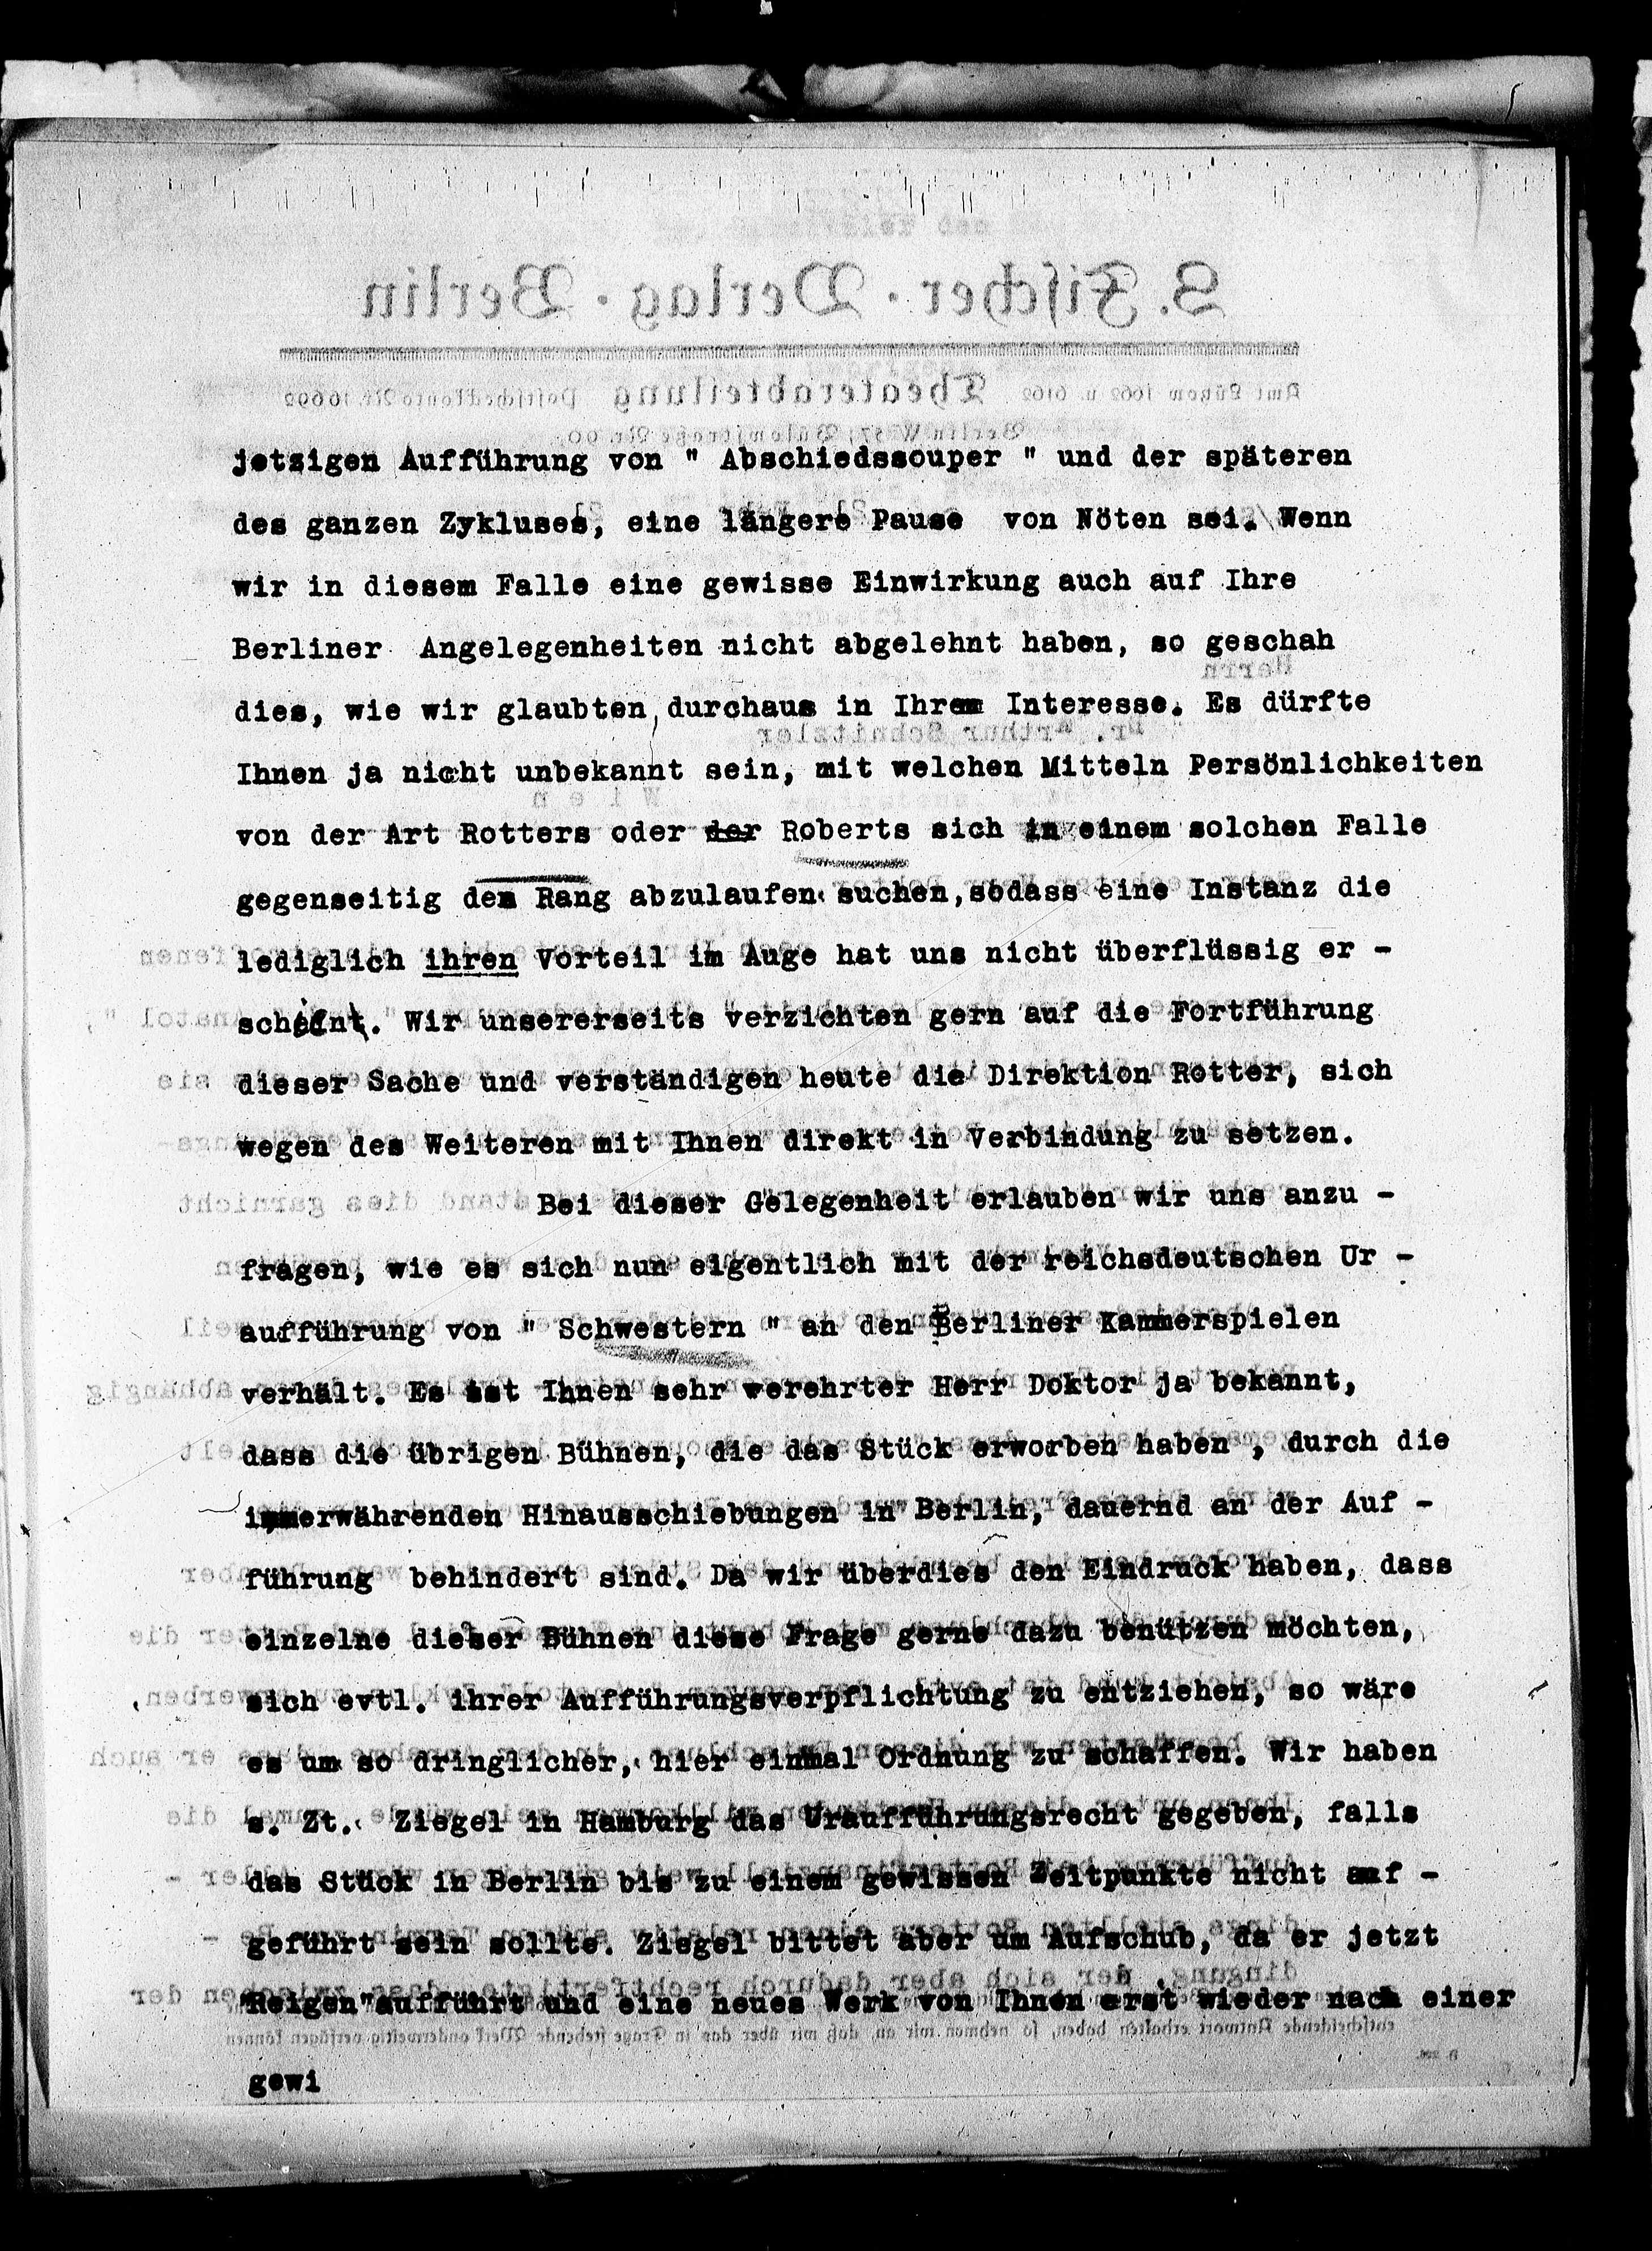 jetzigen Aufführung von " Abschiedssouper " und der späteren
des ganzen Zykluses, eine längere Pause von Nöten sei. Wenn
wir in diesem Falle eine gewisse Einwirkung auch auf Ihre
Berliner Angelegenheiten nicht abgelehnt haben, so geschah
dies, wie wir glaubten, durchaus in Ihrem Interesse. Es dürfte
Ihnen ja nicht unbekannt sein, mit welchen Mitteln Persönlichkeiten
von der Art Rotters oder der Roberts sich in einem solchen Falle
gegenseitig den Rang abzulaufen suchen, sodass eine Instanz die
lediglich ihren Vorteil im Auge hat uns nicht überflüssig er -
scheint. Wir unsererseits verzichten gern auf die Fortführung
dieser Sache und verständigen heute die Direktion Rotter, sich
wegen des Weiteren mit Ihnen direkt in Verbindung zu setzen.
Bei dieser Gelegenheit erlauben wir uns anzu -
fragen, wie es sich nun eigentlich mit der reichsdeutschen Ur -
aufführung von " Schwestern " an den Berliner Kammerspielen
verhält. Es ist Ihnen sehr verehrter Herr Doktor ja bekannt,
dass die übrigen Bühnen, die das Stück erworben haben , durch die
immerwährenden Hinausschiebungen in Berlin, dauernd an der Auf -
führung behindert sind. Da wir überdies den Eindruck haben, dass
einzelne dieser Bühnen diese Frage gerne dazu benützen möchten,
sich evtl. ihrer Aufführungsverpflichtung zu entziehen, so wäre
es um so dringlicher, hier einmal Ordnung zu schaffen. Wir haben
s. Zt. Ziegel in Hamburg das Uraufführungsrecht gegeben, falls
das Stück in Berlin bis zu einem gewissen Zeitpunkte nicht auf -
geführt sein sollte. Ziegel bittet aber um Aufschub, da er jetzt
"Reigen"aufführt und eine neues Werk von Ihnen erst wieder nach einer
gewi